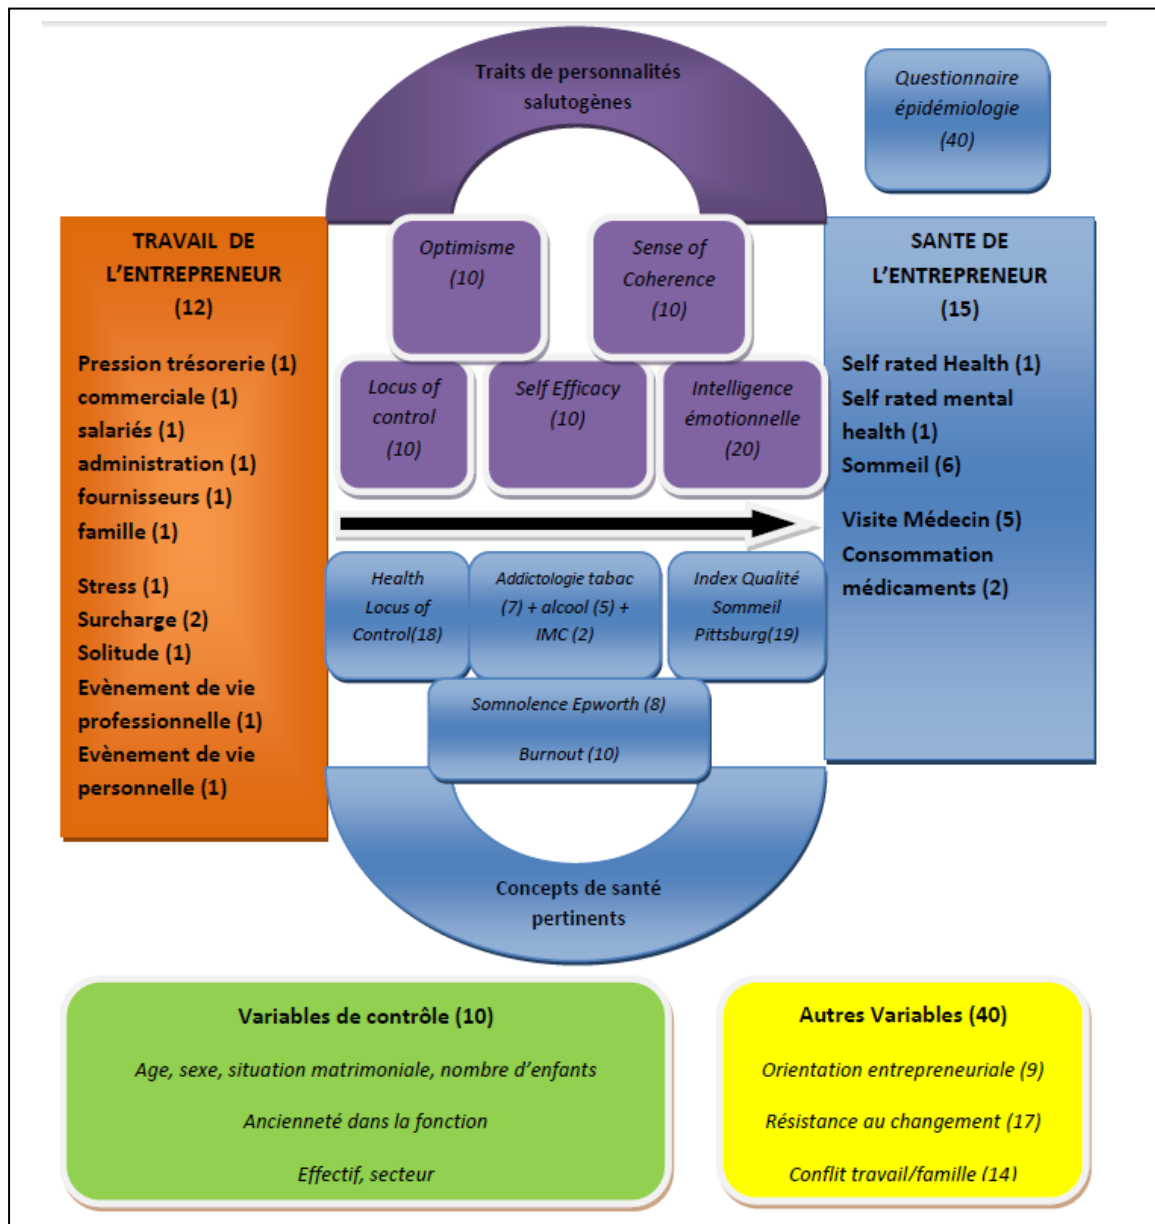 Traits de personnalités
salutogènes
Questionnaire
épidémiologie
(40)
TRAVAIL DE
L’ENTREPRENEUR
(12)
Pression trésorerie (1)
commerciale (1)
salariés (1)
administration (1)
fournisseurs (1)
famille (1)
Stress (1)
Surcharge (2)
Solitude (1)
Evènement de vie
professionnelle (1)
Evènement de vie
personnelle (1)
Optimisme
(10)
Sense of
Coherence
(10)
Locus of
control
(10)
Self Efficacy
(10)
Intelligence
émotionnelle
(20)
Health
Locus of
Control(18)
Addictologie tabac
(7) + alcool (5) +
IMC (2)
Index Qualité
Sommeil
Pittsburg(19)
Somnolence Epworth (8)
Burnout (10)
SANTE DE
L’ENTREPRENEUR
(15)
Self rated Health (1)
Self rated mental
health (1)
Sommeil (6)
Visite Médecin (5)
Consommation
médicaments (2)
Concepts de santé
pertinents
Variables de contrôle (10)
Age, sexe, situation matrimoniale, nombre d’enfants
Ancienneté dans la fonction
Effectif, secteur
Autres Variables (40)
Orientation entrepreneuriale (9)
Résistance au changement (17)
Conflit travail/famille (14)